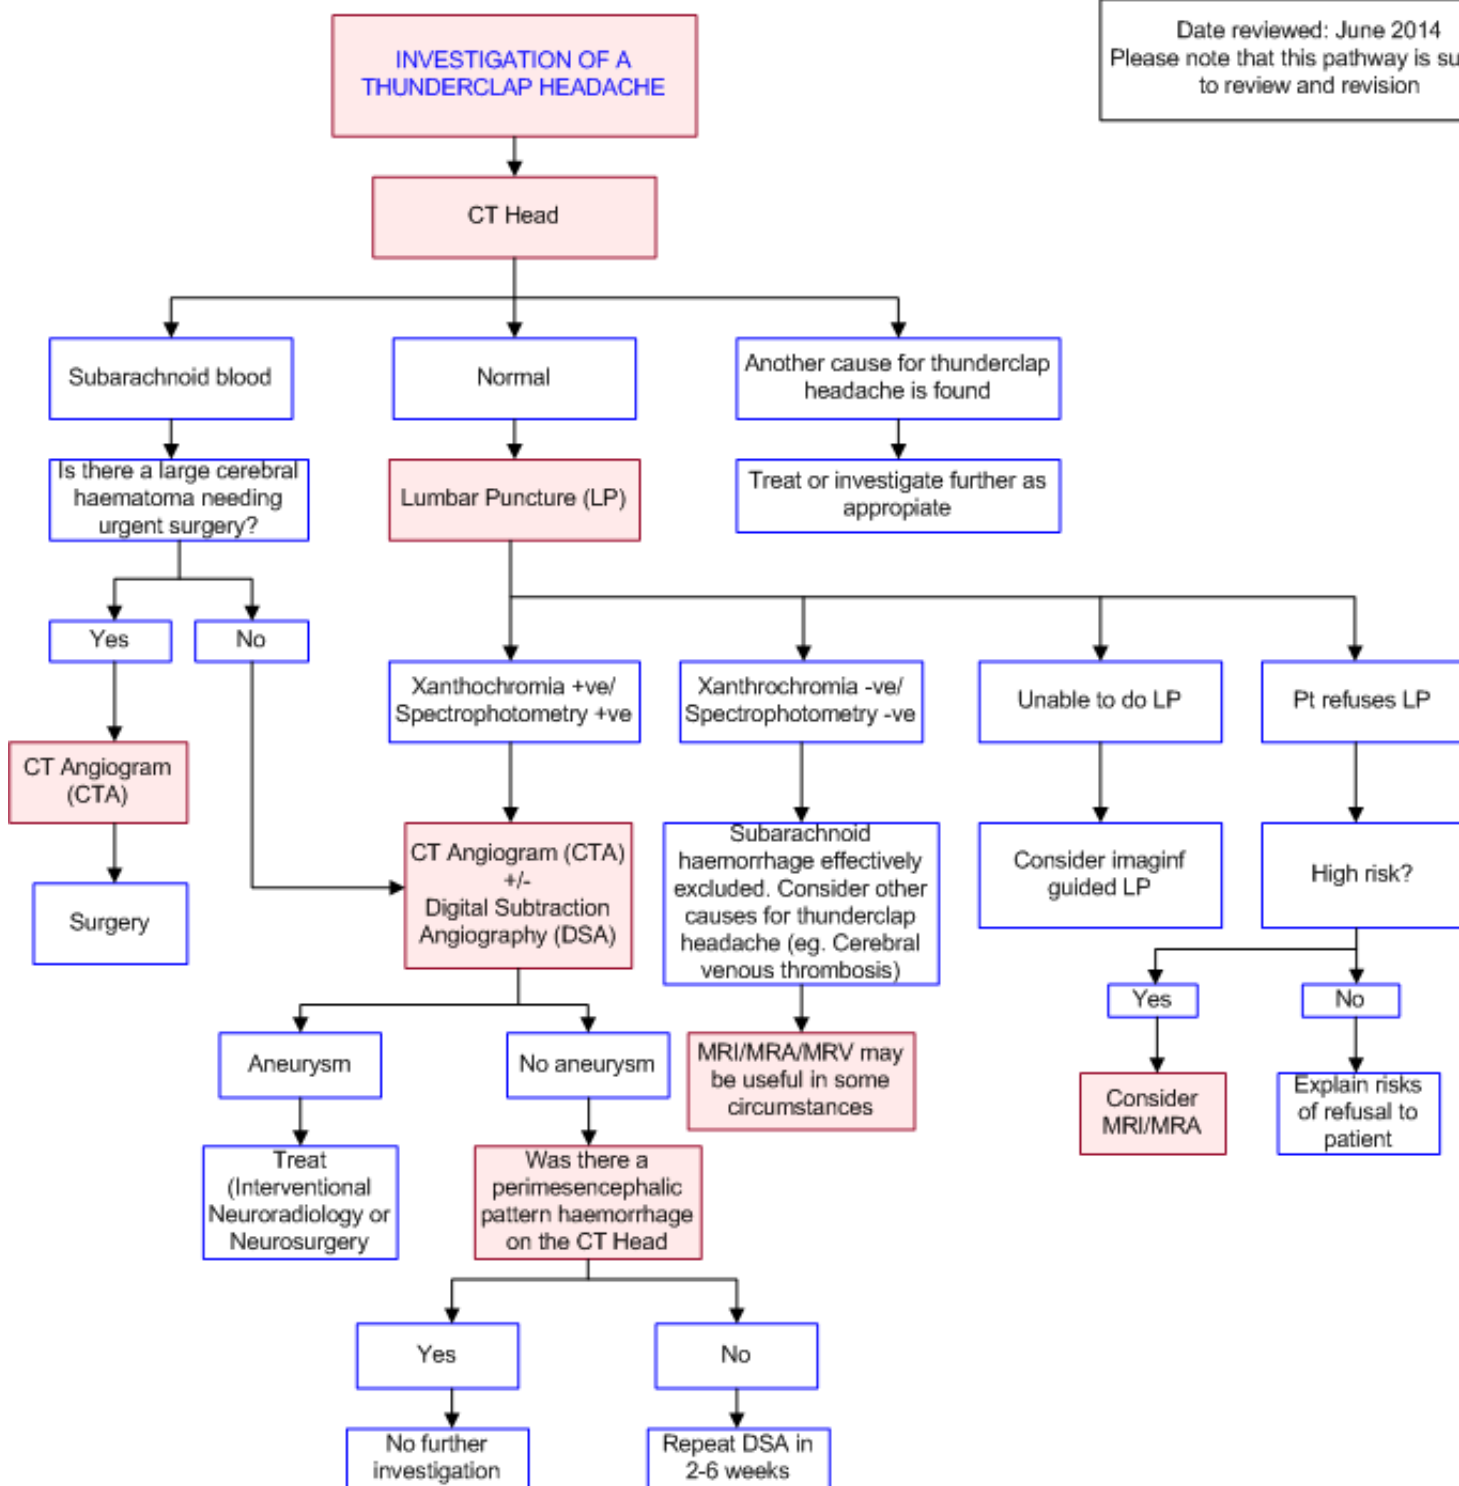 Date reviewed: June 2014
Please note that this pathway is su
to review and revision
INVESTIGATION OF A
THUNDERCLAP HEADACHE
CT Head
Subarachnoid blood
Normal
Another cause for thunderclap
headache is found
Is there a large cerebral
haematoma needing
urgent surgery?
Lumbar Puncture (LP)
Treat or investigate further as
appropiate
Yes
No
Xanthochromia +ve/
Spectrophotometry +ve
Xanthrochromia -ve/
Spectrophotometry -ve
Unable to do LP
Pt refuses LP
CT Angiogram
(CTA)
CT Angiogram (CTA)
+/-
Digital Subtraction
Angiography (DSA)
Subarachnoid
haemorrhage effectively
excluded. Consider other
causes for thunderclap
headache (eg. Cerebral
venous thrombosis)
Consider imaginf
guided LP
High risk?
Surgery
Yes
No
Aneurysm
No aneurysm
MRI/MRA/MRV may
be useful in some
circumstances
Consider
MRI/MRA
Explain risks
of refusal to
patient
Treat
(Interventional
Neuroradiology or
Neurosurgery
Was there a
perimesencephalic
pattern haemorrhage
on the CT Head
Yes
No
No further
investigation
Repeat DSA in
2-6 weeks